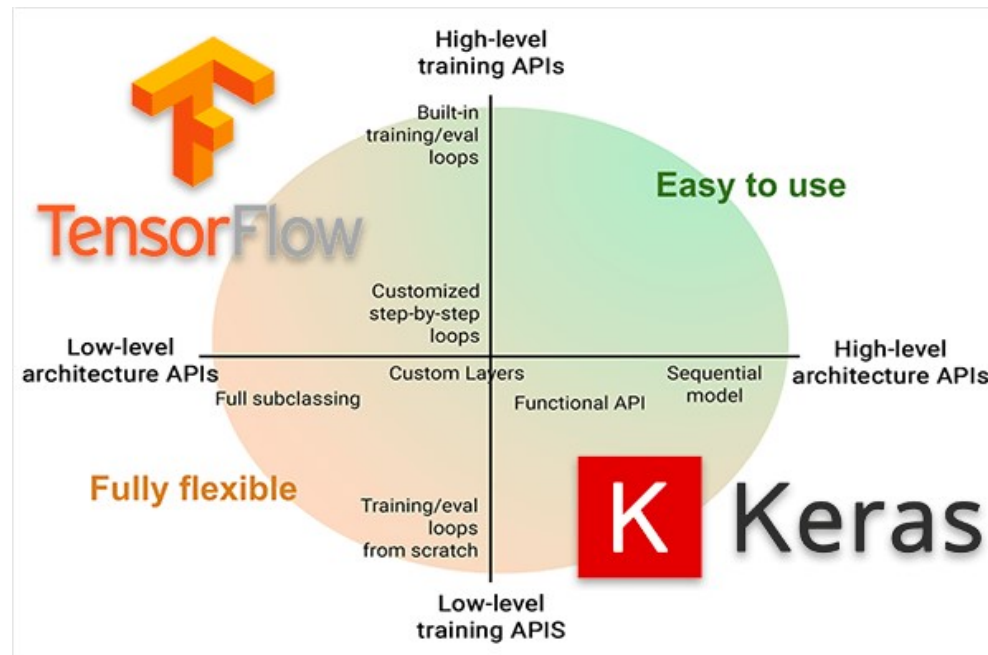 High-level
training APIs
Built-in
training/eval
loops
Easy to use
TensorFlow
Customized
step-by-step
loops
Low-level
architecture APIs
High-level
architecture APIs
Custom Layers
Sequential
model
Full subclassing
Functional API
Fully flexible
K Keras
Training/eval
loops
from scratch
Low-level
training APIS